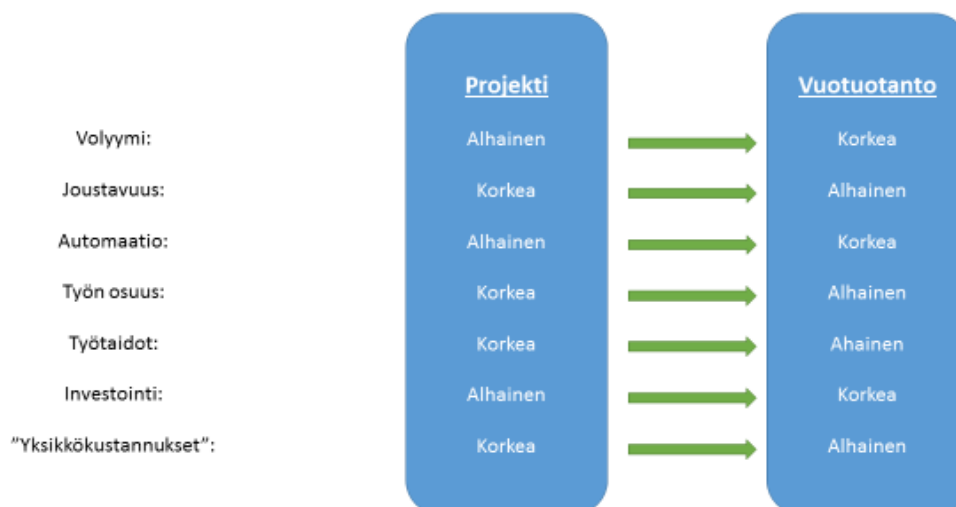 Projekti Vuotuotanto
Volyymi: Alhainen Korkea
Joustavuus: Korkea Alhainen
Automaatio: Alhainen Korkea
Työn osuus: Korkea Alhainen
Työtaidot: Korkea Ahainen
Investointi: Alhainen Korkea
”Yksikkökustannukset”: Korkea Alhainen